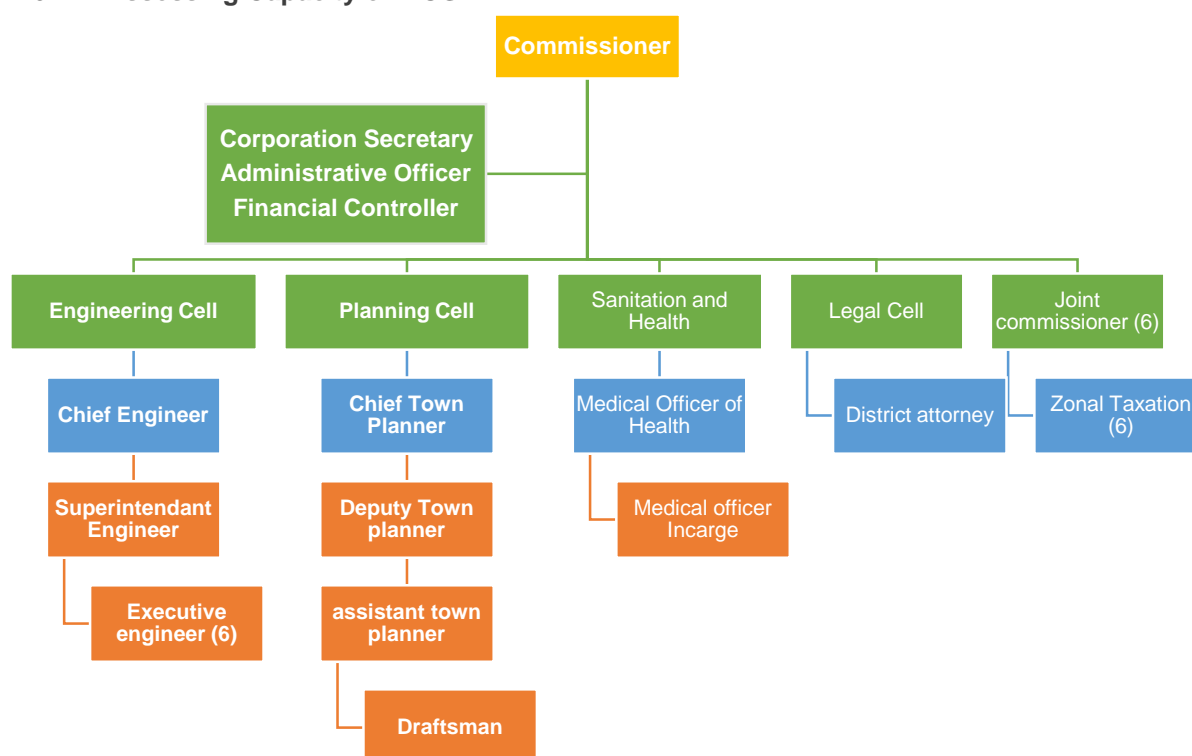 Commissioner
Corporation Secretary
Administrative Officer
Financial Controller
Engineering Cell
Planning Cell
Sanitation and
Health
Legal Cell
Joint
commissioner (6)
Chief Engineer
Chief Town
Planner
Medical Officer of
Health
District attorney
Zonal Taxation
(6)
Superintendant
Engineer
Deputy Town
planner
Medical officer
Incarge
Executive
engineer (6)
assistant town
planner
Draftsman